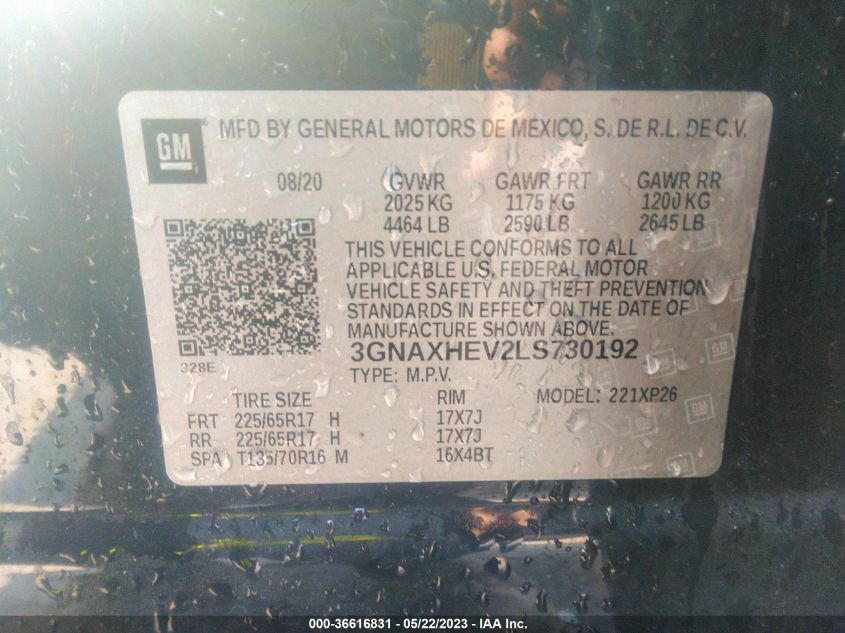 GM
MFD BY GENERAL MOTORS DE MEXICO, S. DE R.L. DE C.V.
08/20 GVWR GAWR FRT GAWR RR
2025 KG 1175 KG 1200 KG
4464 LB 2590 LB 2645 LB
THIS VEHICLE CONFORMS TO ALL
APPLICABLE U.S. FEDERAL MOTOR
VEHICLE SAFETY AND THEFT PREVENTION
STANDARDS IN EFFECT ON THE DATE OF
MANUFACTURE SHOWN ABOVE.
3GNAXHEV2LS730192
328E
TYPE: M.P.V.
TIRE SIZE RIM MODEL: 221XP26
FRT 225/65R17 H 17X7J
RR 225/65R17 H 17X7J
SPA T135/70R16 M 16X4BT
000-36616831 - 05/22/2023 - IAA Inc.